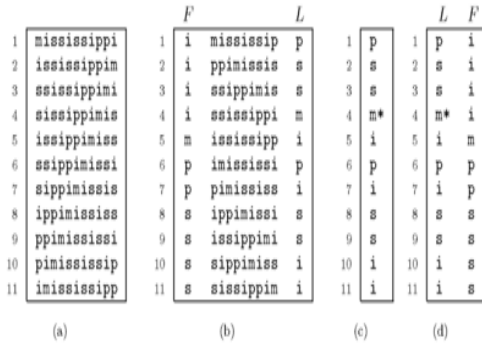 F L L F
1 mississippi 1 i mississip p 1 p 1 p i
2 ississippim 2 i ppimissis s 2 s 2 s i
3 ssissippimi 3 i ssippimis s 3 s 3 s i
4 sissippimis 4 i ssissippi m 4 m* 4 m* i
5 issippimiss 5 m ississipp i 5 i 5 i m
6 ssippimissi 6 p imississi p 6 p 6 p p
7 sippimissis 7 p pimississ i 7 i 7 i p
8 ippimississ 8 s ippimissi s 8 s 8 s s
9 ppimississi 9 s issippimi s 9 s 9 s s
10 pimississip 10 s sippimiss i 10 i 10 i s
11 imississipp 11 s sissippim i 11 i 11 i s
(a) (b) (c) (d)